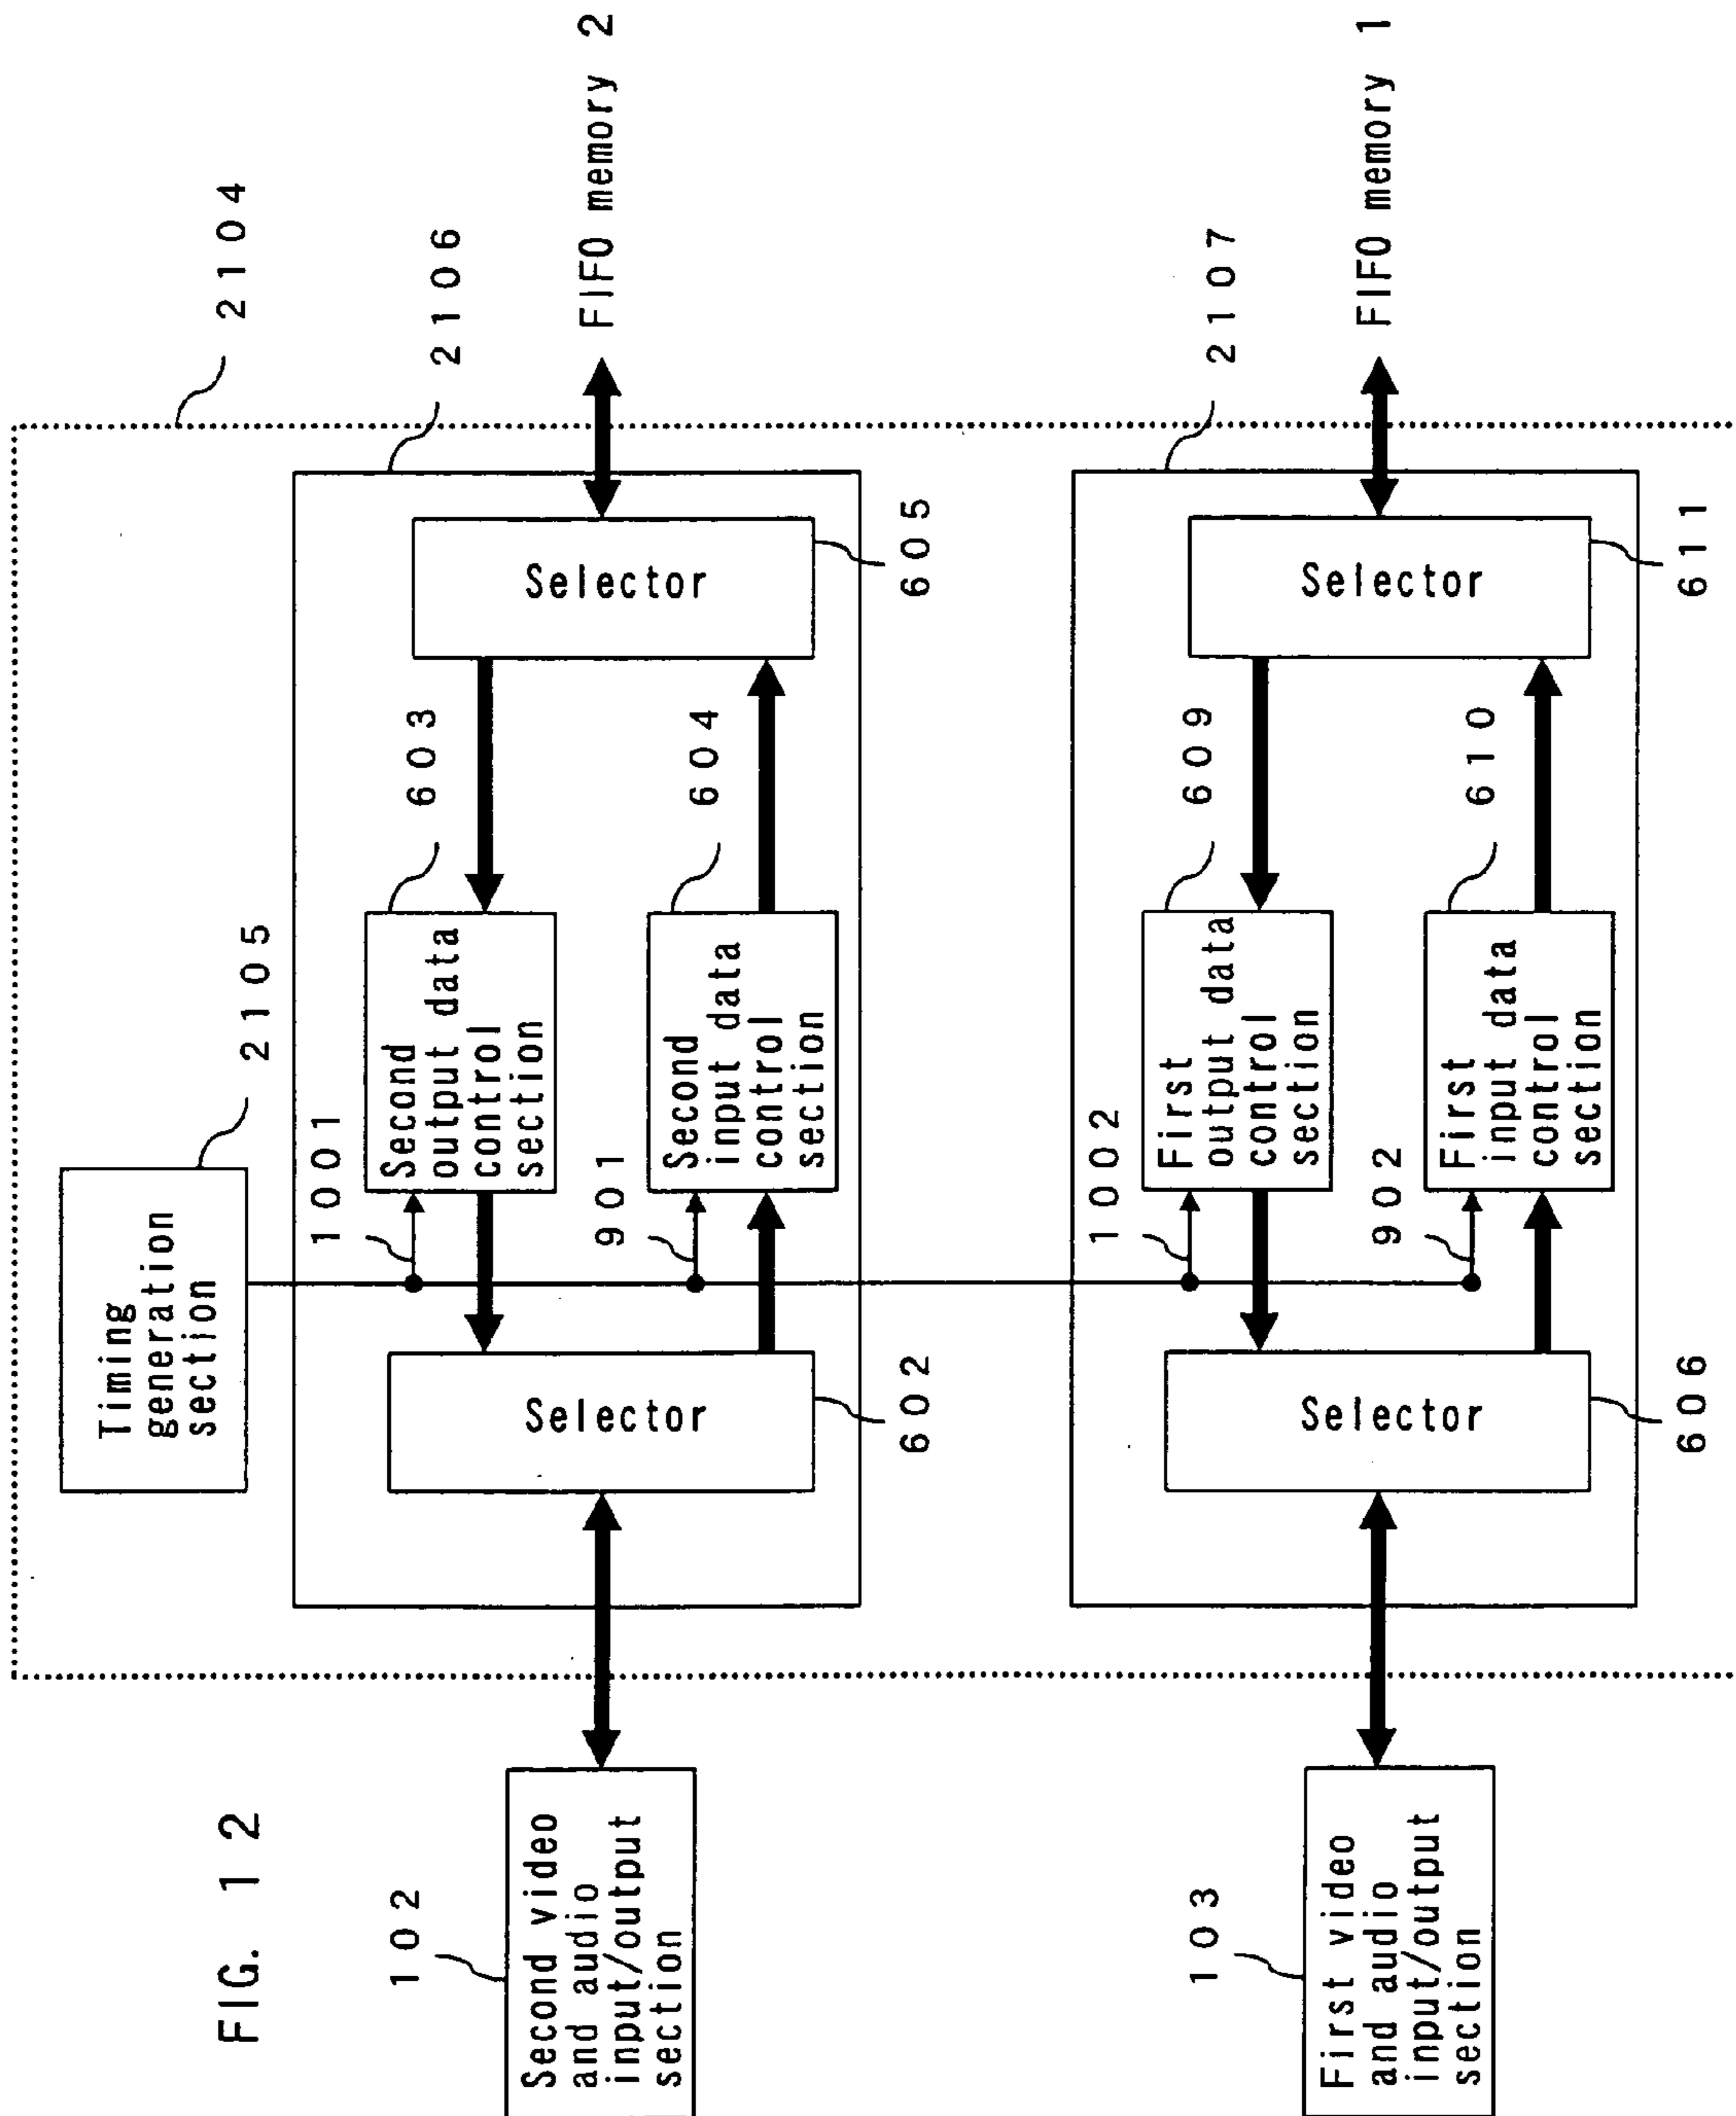 FIG. 12
2104
2105
Timing
generation
section
2106
102
Second video
and audio
input/output
section
Selector
602
1001
Second
output data
control
section
603
901
Second
input data
control
section
604
Selector
605
FIFO memory 2
2107
103
First video
and audio
input/output
section
Selector
606
1002
First
output data
control
section
609
902
First
input data
control
section
610
Selector
611
FIFO memory 1